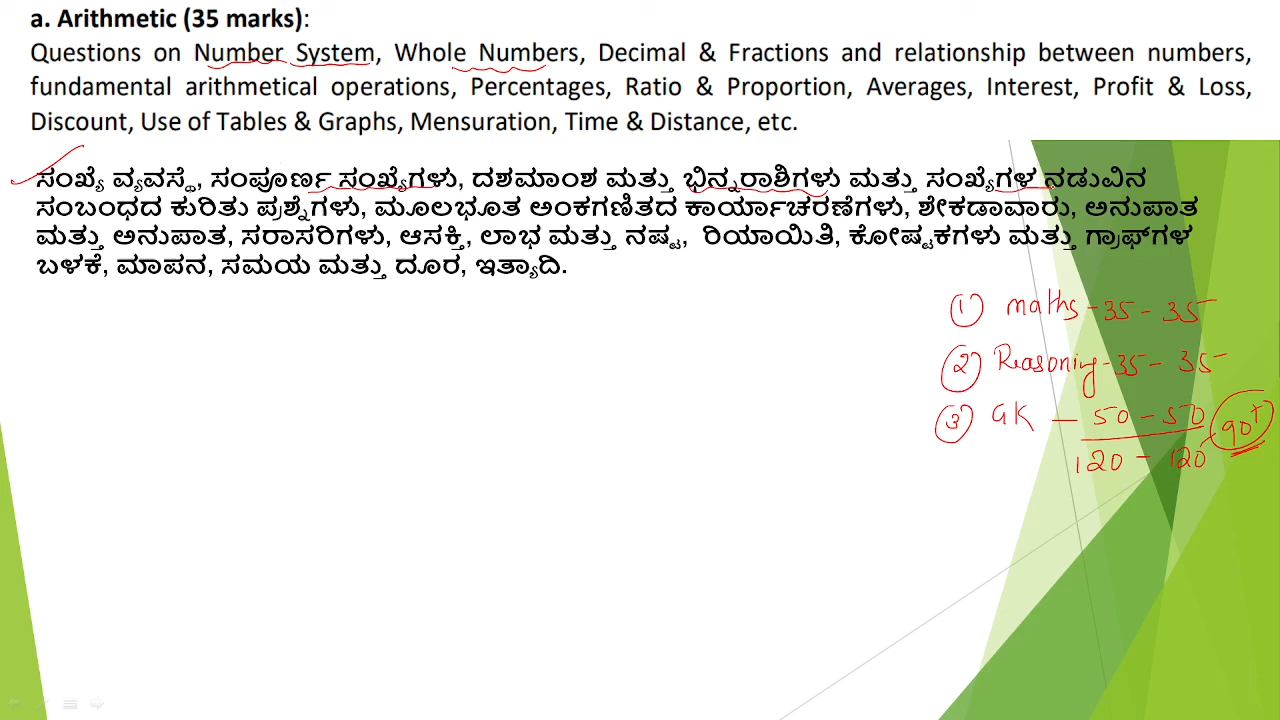 a. Arithmetic (35 marks):
Questions on Number System, Whole Numbers, Decimal & Fractions and relationship between numbers,
fundamental arithmetical operations, Percentages, Ratio & Proportion, Averages, Interest, Profit & Loss,
Discount, Use of Tables & Graphs, Mensuration, Time & Distance, etc.
ಸಂಖ್ಯೆ ವ್ಯವಸ್ಥೆ, ಸಂಪೂರ್ಣ ಸಂಖ್ಯೆಗಳು, ದಶಮಾಂಶ ಮತ್ತು ಭಿನ್ನರಾಶಿಗಳು ಮತ್ತು ಸಂಖ್ಯೆಗಳ ನಡುವಿನ
ಸಂಬಂಧದ ಕುರಿತು ಪ್ರಶ್ನೆಗಳು, ಮೂಲಭೂತ ಅಂಕಗಣಿತದ ಕಾರ್ಯಾಚರಣೆಗಳು, ಶೇಕಡಾವಾರು, ಅನುಪಾತ
ಮತ್ತು ಅನುಪಾತ, ಸರಾಸರಿಗಳು, ಆಸಕ್ತಿ, ಲಾಭ ಮತ್ತು ನಷ್ಟ, ರಿಯಾಯಿತಿ, ಕೋಷ್ಟಕಗಳು ಮತ್ತು ಗ್ರಾಫ್‌ಗಳ
ಬಳಕೆ, ಮಾಪನ, ಸಮಯ ಮತ್ತು ದೂರ, ಇತ್ಯಾದಿ.
① maths - 35 - 35
② Reasoning - 35 - 35
③ GK - 50 - 50
120 - 120 90+